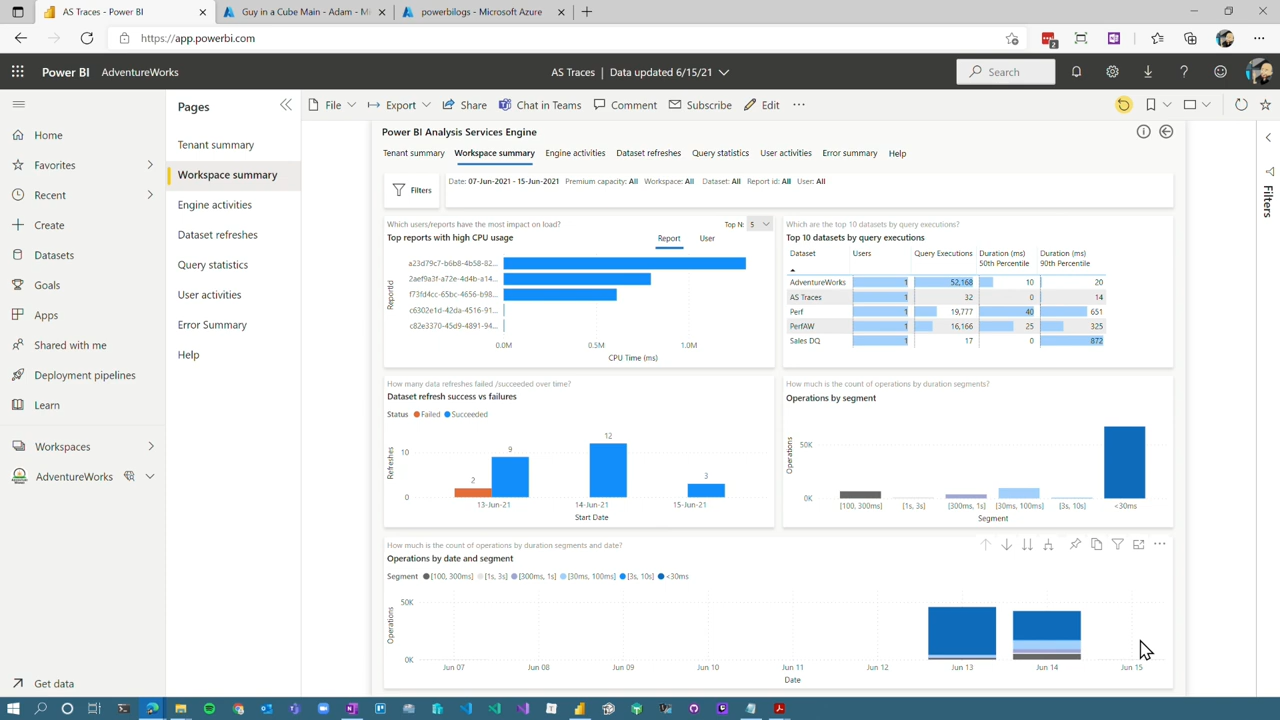 AS Traces - Power BI
Guy in a Cube Main - Adam - Mi
powerbilogs - Microsoft Azure
https://app.powerbi.com
2
Power BI AdventureWorks
AS Traces | Data updated 6/15/21
Search
Home
Favorites
Recent
Create
Datasets
Goals
Apps
Shared with me
Deployment pipelines
Learn
Workspaces
AdventureWorks
Get data
Pages
Tenant summary
Workspace summary
Engine activities
Dataset refreshes
Query statistics
User activities
Error Summary
Help
File Export Share Chat in Teams Comment Subscribe Edit
Filters
Power BI Analysis Services Engine
Tenant summary Workspace summary Engine activities Dataset refreshes Query statistics User activities Error summary Help
Filters
Date: 07-Jun-2021 - 15-Jun-2021 Premium capacity: All Workspace: All Dataset: All Report id: All User: All
Which users/reports have the most impact on load?
Top N: 5
Top reports with high CPU usage
Report User
ReportId
a23d79c7-b6b8-4b58-82...
2aef9a3f-a72e-4d4b-a14...
f73fd4cc-65bc-4656-b98...
c6302e1d-42da-4516-91...
c82e3370-45d9-4891-94...
0.0M 0.5M 1.0M
CPU Time (ms)
Which are the top 10 datasets by query executions?
Top 10 datasets by query executions
Dataset Users Query Executions Duration (ms) 50th Percentile Duration (ms) 90th Percentile
AdventureWorks 1 52,168 10 20
AS Traces 1 32 0 14
Perf 1 19,777 40 651
PerfAW 1 16,166 25 325
Sales DQ 1 17 0 872
How many data refreshes failed /succeeded over time?
Dataset refresh success vs failures
Status Failed Succeeded
Refreshes
10
0
2 9 12 3
13-Jun-21 14-Jun-21 15-Jun-21
Start Date
How much is the count of operations by duration segments?
Operations by segment
Operations
50K
0K
[100, 300ms] [1s, 3s] [300ms, 1s] [30ms, 100ms] [3s, 10s] <30ms
Segment
How much is the count of operations by duration segments and date?
Operations by date and segment
Segment [100, 300ms] [1s, 3s] [300ms, 1s] [30ms, 100ms] [3s, 10s] <30ms
Operations
50K
0K
Jun 07 Jun 08 Jun 09 Jun 10 Jun 11 Jun 12 Jun 13 Jun 14 Jun 15
Date